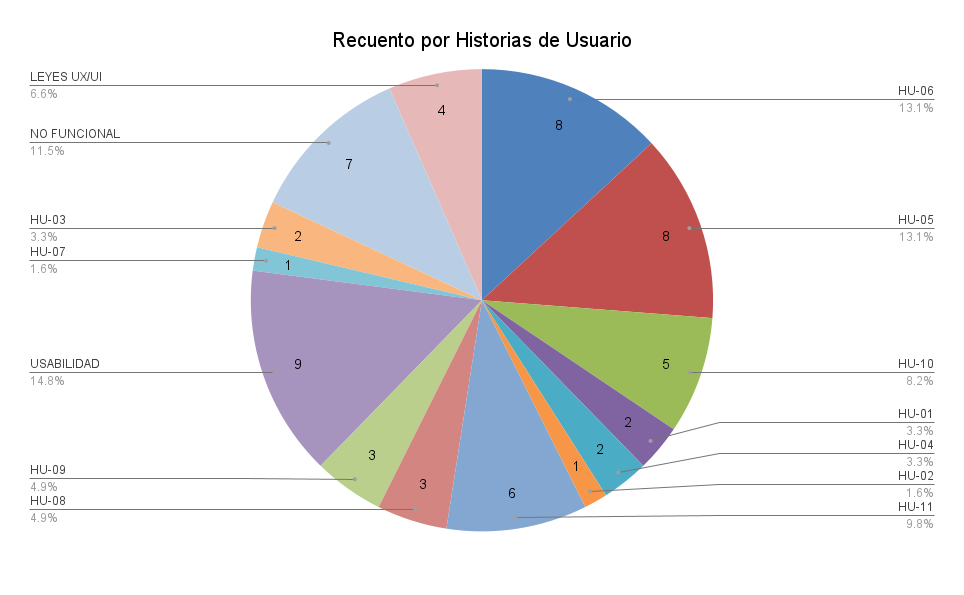 Recuento por Historias de Usuario
LEYES UX/UI
6.6%
NO FUNCIONAL
11.5%
HU-03
3.3%
HU-07
1.6%
USABILIDAD
14.8%
HU-09
4.9%
HU-08
4.9%
HU-06
13.1%
HU-05
13.1%
HU-10
8.2%
HU-01
3.3%
HU-04
3.3%
HU-02
1.6%
HU-11
9.8%
8
8
5
2
2
1
6
3
3
9
1
2
7
4